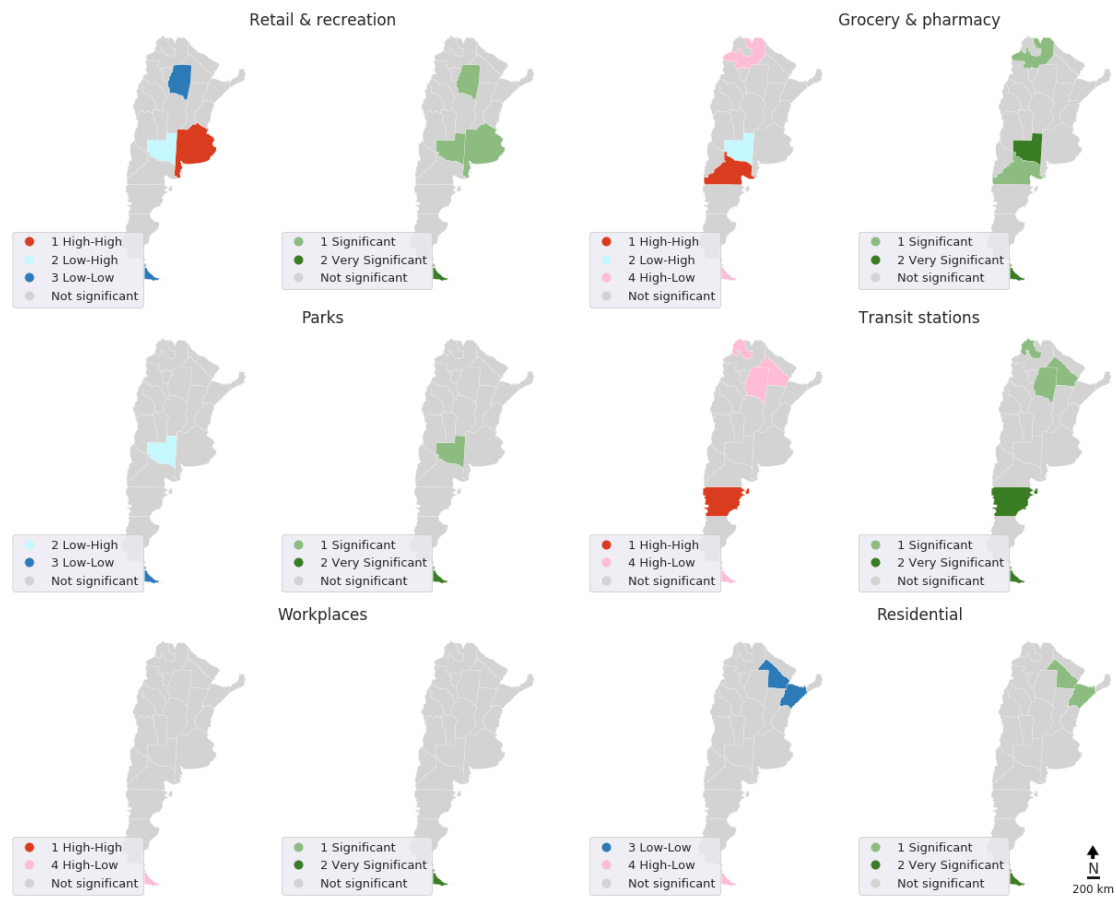 Retail & recreation
Grocery & pharmacy
1 High-High
2 Low-High
3 Low-Low
Not significant
1 Significant
2 Very Significant
Not significant
1 High-High
2 Low-High
4 High-Low
Not significant
1 Significant
2 Very Significant
Not significant
Parks
Transit stations
2 Low-High
3 Low-Low
Not significant
1 Significant
2 Very Significant
Not significant
1 High-High
4 High-Low
Not significant
1 Significant
2 Very Significant
Not significant
Workplaces
Residential
1 High-High
4 High-Low
Not significant
1 Significant
2 Very Significant
Not significant
3 Low-Low
4 High-Low
Not significant
1 Significant
2 Very Significant
Not significant
N
200 km